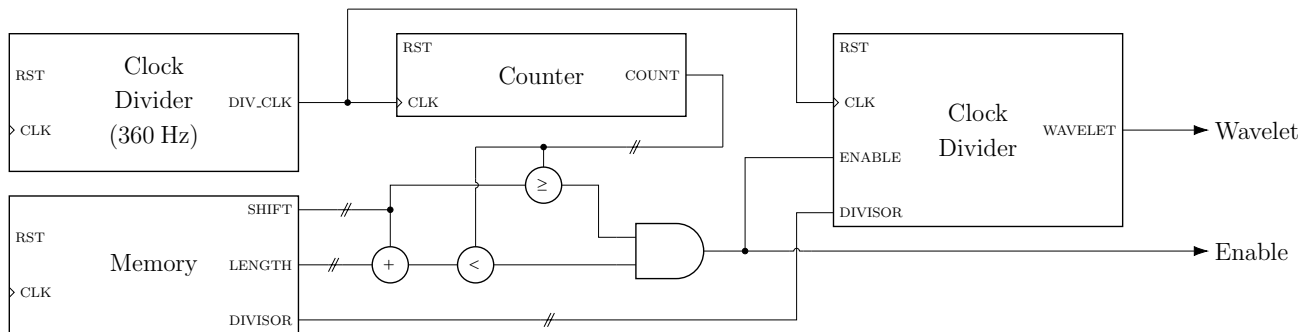 RST
CLK
Clock
Divider
(360 Hz)
DIV_CLK
RST
CLK
Counter
COUNT
RST
CLK
ENABLE
DIVISOR
Clock
Divider
WAVELET
Wavelet
Enable
RST
CLK
Memory
SHIFT
LENGTH
DIVISOR
≥
+
<